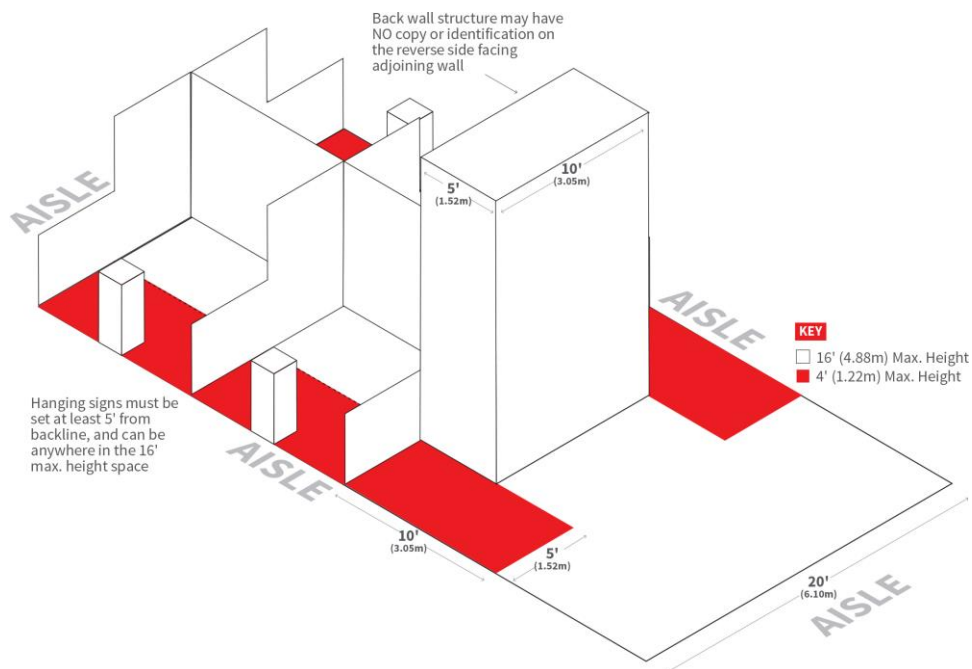 Back wall structure may have
NO copy or identification on
the reverse side facing
adjoining wall
AISLE
10'
(3.05m)
5'
(1.52m)
AISLE
KEY
16' (4.88m) Max. Height
4' (1.22m) Max. Height
Hanging signs must be
set at least 5' from
backline, and can be
anywhere in the 16'
max. height space
AISLE
10'
(3.05m)
5'
(1.52m)
20'
(6.10m)
AISLE